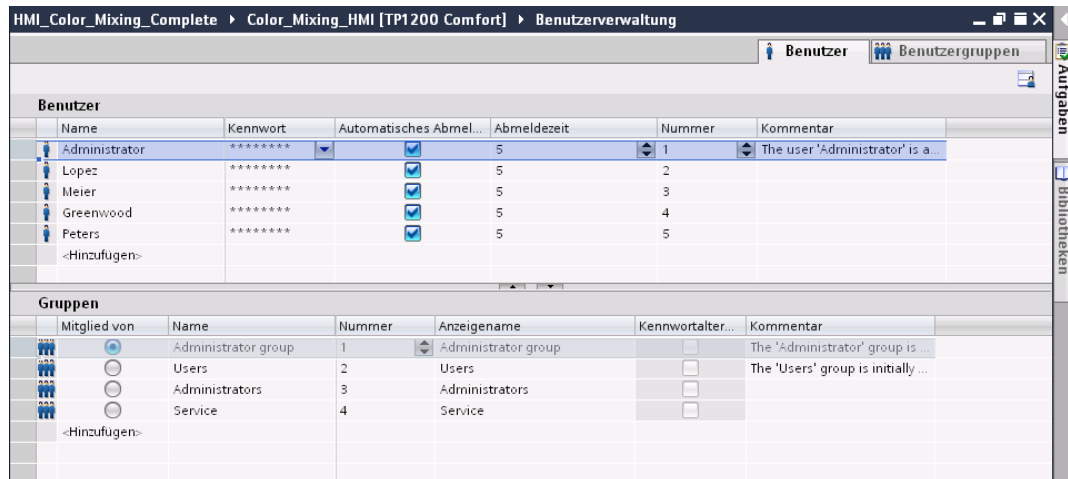 HMI_Color_Mixing_Complete ▸ Color_Mixing_HMI [TP1200 Comfort] ▸ Benutzerverwaltung
Benutzer Benutzergruppen
Benutzer
Name Kennwort Automatisches Abmel... Abmeldezeit Nummer Kommentar
Administrator ******** 5 1 The user 'Administrator' is a...
Lopez ******** 5 2
Meier ******** 5 3
Greenwood ******** 5 4
Peters ******** 5 5
<Hinzufügen>
Gruppen
Mitglied von Name Nummer Anzeigename Kennwortalter... Kommentar
Administrator group 1 Administrator group The 'Administrator' group is ...
Users 2 Users The 'Users' group is initially ...
Administrators 3 Administrators
Service 4 Service
<Hinzufügen>
Aufgaben
Bibliotheken